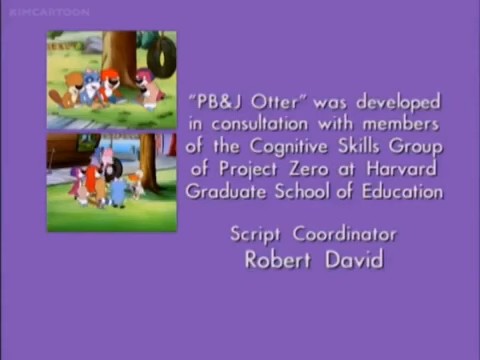 KIMCARTOON
"PB&J Otter" was developed
in consultation with members
of the Cognitive Skills Group
of Project Zero at Harvard
Graduate School of Education
Script Coordinator
Robert David